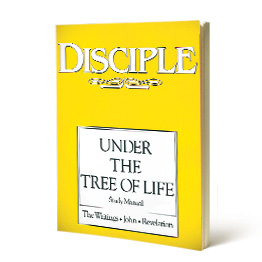 DISCIPLE
UNDER
THE
TREE OF LIFE
Study Manual
The Writings • John • Revelation